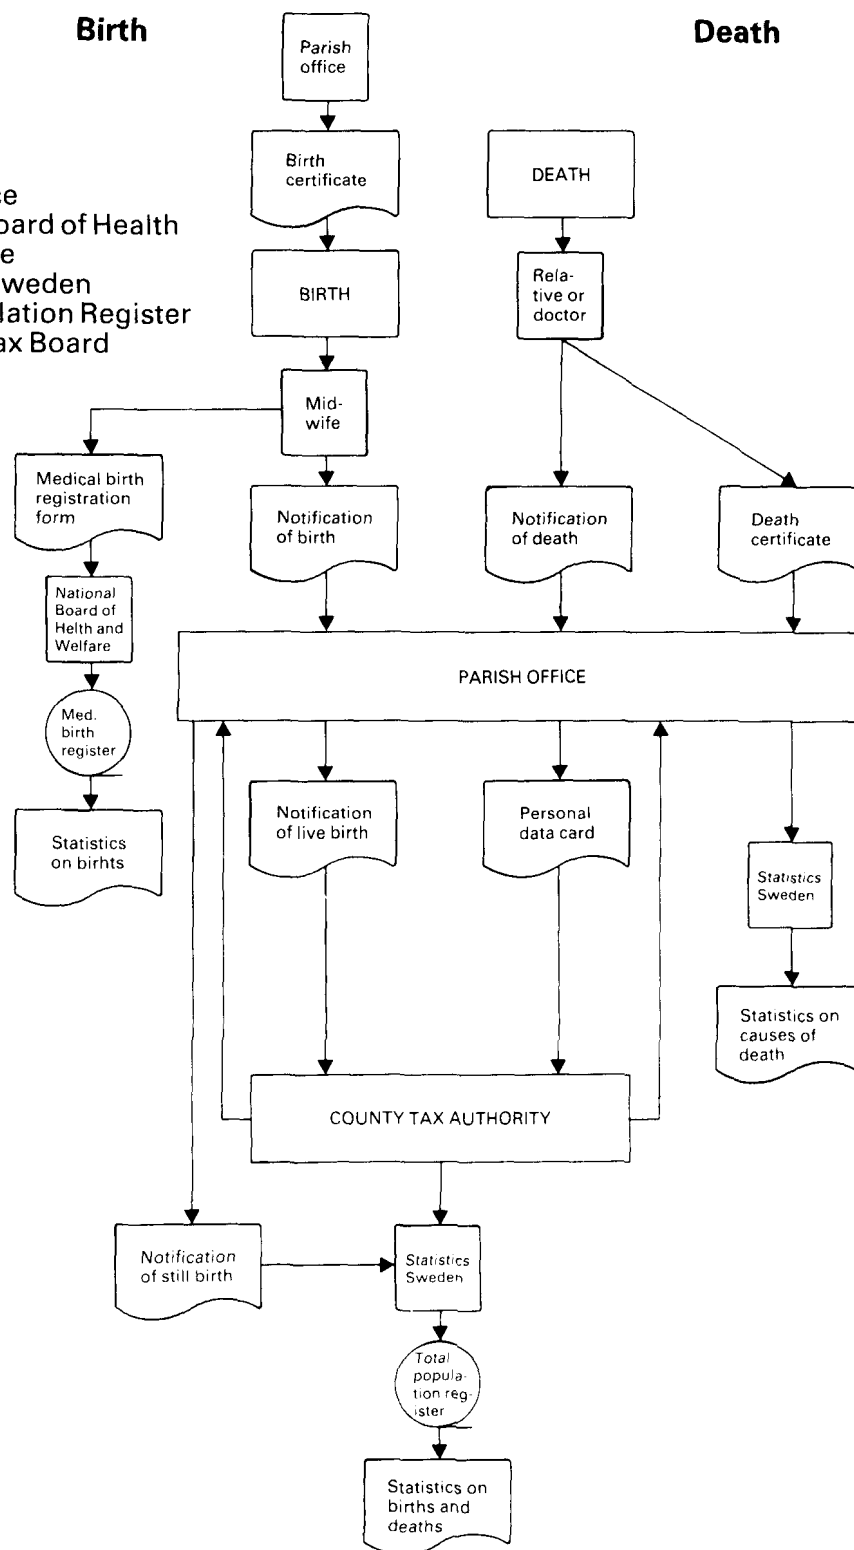 Birth
Death
Parish
office
Birth
certificate
DEATH
ce
oard of Health
e
weden
lation Register
ax Board
BIRTH
Rela-
tive or
doctor
Mid-
wife
Medical birth
registration
form
Notification
of birth
Notification
of death
Death
certificate
National
Board of
Helth and
Welfare
PARISH OFFICE
Med.
birth
register
Notification
of live birth
Personal
data card
Statistics
on birhts
Statistics
Sweden
Statistics on
causes of
death
COUNTY TAX AUTHORITY
Notification
of still birth
Statistics
Sweden
Total
popula-
tion reg-
ister
Statistics on
births and
deaths